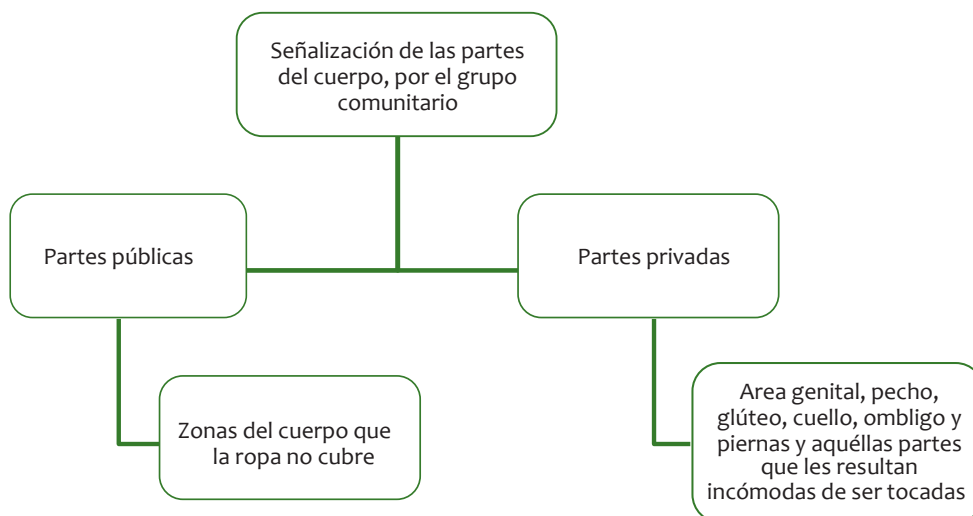 Señalización de las partes
del cuerpo, por el grupo
comunitario
Partes públicas
Partes privadas
Zonas del cuerpo que
la ropa no cubre
Area genital, pecho,
glúteo, cuello, ombligo y
piernas y aquéllas partes
que les resultan
incómodas de ser tocadas